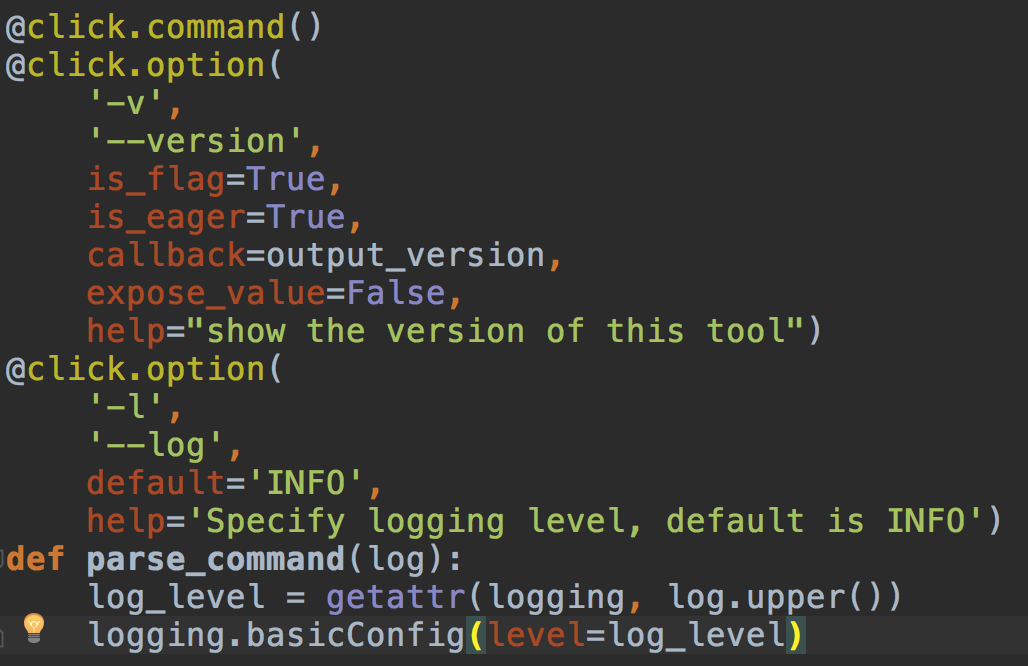 @click.command()
@click.option(
    '-v',
    '--version',
    is_flag=True,
    is_eager=True,
    callback=output_version,
    expose_value=False,
    help="show the version of this tool")
@click.option(
    '-l',
    '--log',
    default='INFO',
    help='Specify logging level, default is INFO')
def parse_command(log):
    log_level = getattr(logging, log.upper())
    logging.basicConfig(level=log_level)